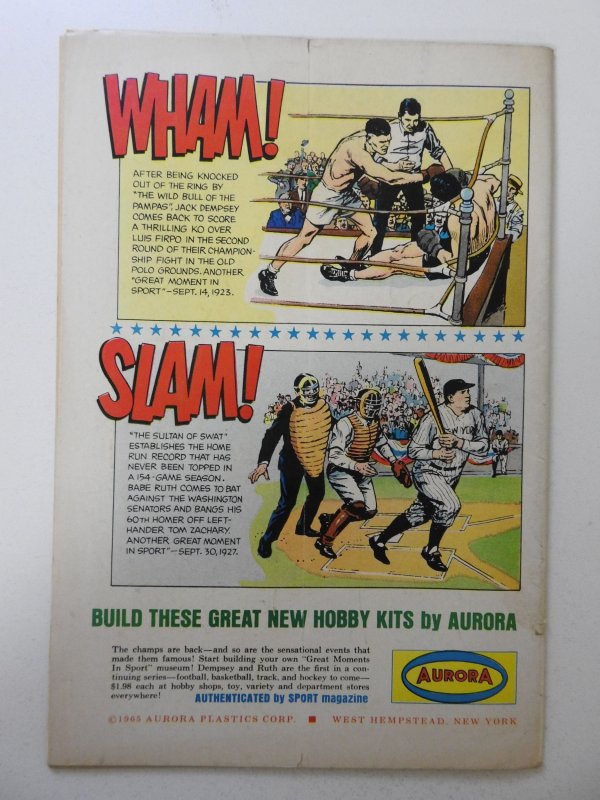 WHAM!
AFTER BEING KNOCKED
OUT OF THE RING BY
"THE WILD BULL OF THE
PAMPAS", JACK DEMPSEY
COMES BACK TO SCORE
A THRILLING KO OVER
LUIS FIRPO IN THE SECOND
ROUND OF THEIR CHAMPION-
SHIP FIGHT IN THE OLD
POLO GROUNDS. ANOTHER
"GREAT MOMENT IN
SPORT"—SEPT. 14, 1923.
SLAM!
"THE SULTAN OF SWAT"
ESTABLISHES THE HOME
RUN RECORD THAT HAS
NEVER BEEN TOPPED IN
A 154-GAME SEASON.
BABE RUTH COMES TO BAT
AGAINST THE WASHINGTON
SENATORS AND BANGS HIS
60TH HOMER OFF LEFT-
HANDER TOM ZACHARY.
ANOTHER GREAT MOMENT
IN SPORT"—SEPT. 30, 1927.
BUILD THESE GREAT NEW HOBBY KITS by AURORA
The champs are back—and so are the sensational events that
made them famous! Start building your own "Great Moments
In Sport" museum! Dempsey and Ruth are the first in a con-
tinuing series—football, basketball, track, and hockey to come—
$1.98 each at hobby shops, toy, variety and department stores
everywhere!
AUTHENTICATED by SPORT magazine
AURORA
©1965 AURORA PLASTICS CORP. ■ WEST HEMPSTEAD, NEW YORK